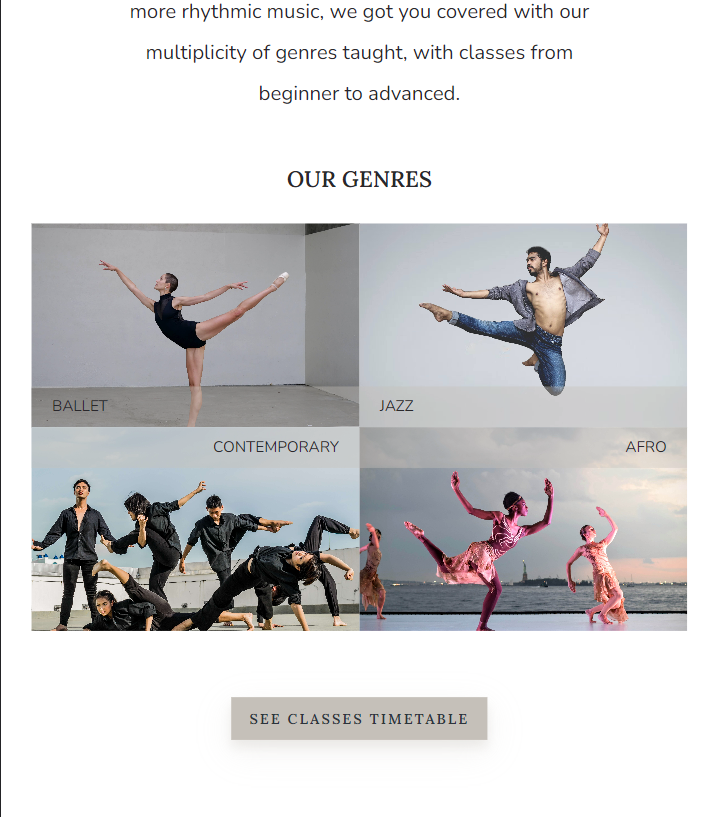 more rhythmic music, we got you covered with our
multiplicity of genres taught, with classes from
beginner to advanced.
OUR GENRES
BALLET
JAZZ
CONTEMPORARY
AFRO
SEE CLASSES TIMETABLE